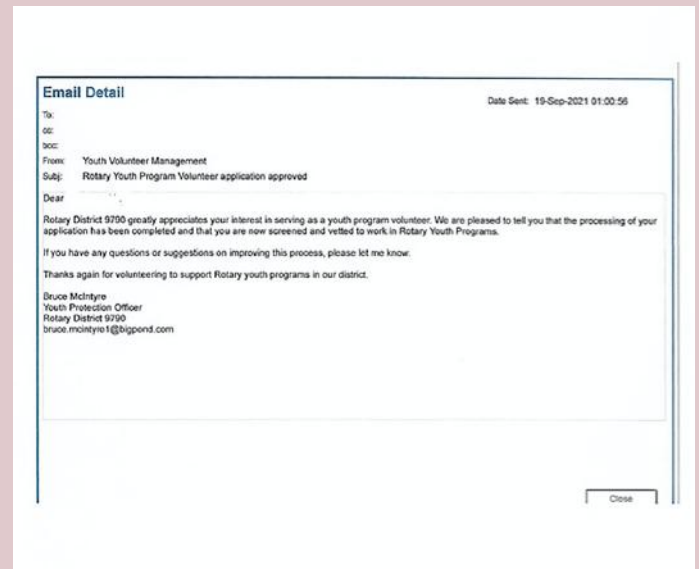 Email Detail
Date Sent: 19-Sep-2021 01:00:56
To:
cc:
bcc:
From: Youth Volunteer Management
Subj: Rotary Youth Program Volunteer application approved
Dear
Rotary District 9790 greatly appreciates your interest in serving as a youth program volunteer. We are pleased to tell you that the processing of your
application has been completed and that you are now screened and vetted to work in Rotary Youth Programs.
If you have any questions or suggestions on improving this process, please let me know.
Thanks again for volunteering to support Rotary youth programs in our district.
Bruce McIntyre
Youth Protection Officer
Rotary District 9790
bruce.mcintyre1@bigpond.com
Close